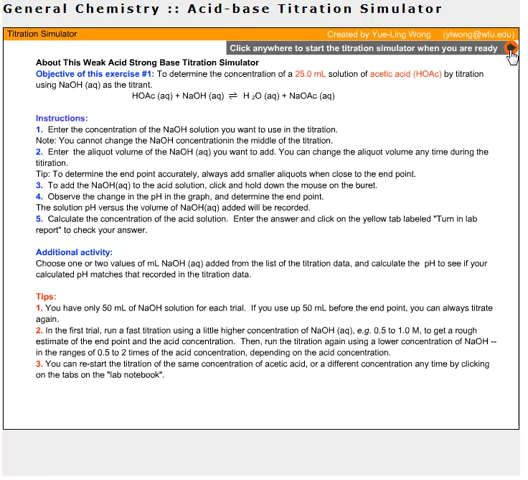 General Chemistry :: Acid-base Titration Simulator
Titration Simulator Created by Yue-Ling Wong (ylwong@wfu.edu)
Click anywhere to start the titration simulator when you are ready
About This Weak Acid Strong Base Titration Simulator
Objective of this exercise #1: To determine the concentration of a 25.0 mL solution of acetic acid (HOAc) by titration
using NaOH (aq) as the titrant.
HOAc (aq) + NaOH (aq) ⇌ H2O (aq) + NaOAc (aq)
Instructions:
1. Enter the concentration of the NaOH solution you want to use in the titration.
Note: You cannot change the NaOH concentrationin the middle of the titration.
2. Enter the aliquot volume of the NaOH (aq) you want to add. You can change the aliquot volume any time during the
titiration.
Tip: To determine the end point accurately, always add smaller aliquots when close to the end point.
3. To add the NaOH(aq) to the acid solution, click and hold down the mouse on the buret.
4. Observe the change in the pH in the graph, and determine the end point.
The solution pH versus the volume of NaOH(aq) added will be recorded.
5. Calculate the concentration of the acid solution. Enter the answer and click on the yellow tab labeled "Turn in lab
report" to check your answer.
Additional activity:
Choose one or two values of mL NaOH (aq) added from the list of the titration data, and calculate the pH to see if your
calculated pH matches that recorded in the titration data.
Tips:
1. You have only 50 mL of NaOH solution for each trial. If you use up 50 mL before the end point, you can always titrate
again.
2. In the first trial, run a fast titration using a little higher concentration of NaOH (aq), e.g. 0.5 to 1.0 M, to get a rough
estimate of the end point and the acid concentration. Then, run the titration again using a lower concentration of NaOH --
in the ranges of 0.5 to 2 times of the acid concentration, depending on the acid concentration.
3. You can re-start the titration of the same concentration of acetic acid, or a different concentration any time by clicking
on the tabs on the "lab notebook".